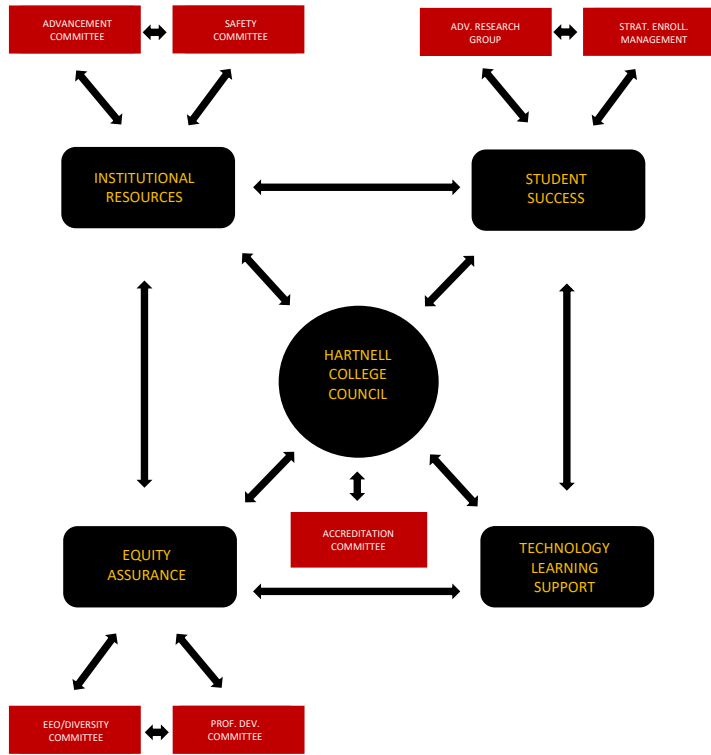 ADVANCEMENT
COMMITTEE
SAFETY
COMMITTEE
ADV. RESEARCH
GROUP
STRAT. ENROLL.
MANAGEMENT
INSTITUTIONAL
RESOURCES
STUDENT
SUCCESS
HARTNELL
COLLEGE
COUNCIL
ACCREDITATION
COMMITTEE
EQUITY
ASSURANCE
TECHNOLOGY
LEARNING
SUPPORT
EEO/DIVERSITY
COMMITTEE
PROF. DEV.
COMMITTEE